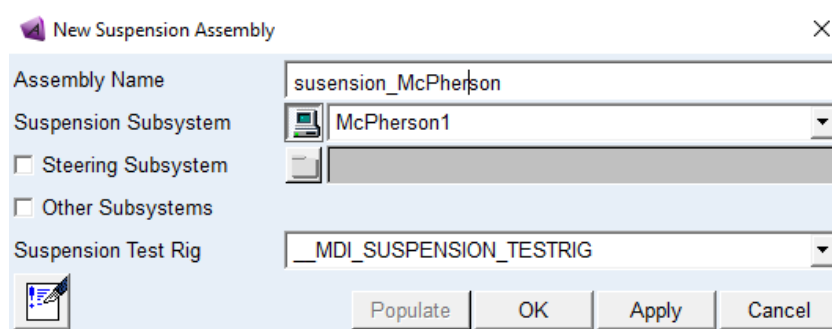 New Suspension Assembly
Assembly Name susension_McPherson
Suspension Subsystem McPherson1
Steering Subsystem
Other Subsystems
Suspension Test Rig __MDI_SUSPENSION_TESTRIG
Populate OK Apply Cancel